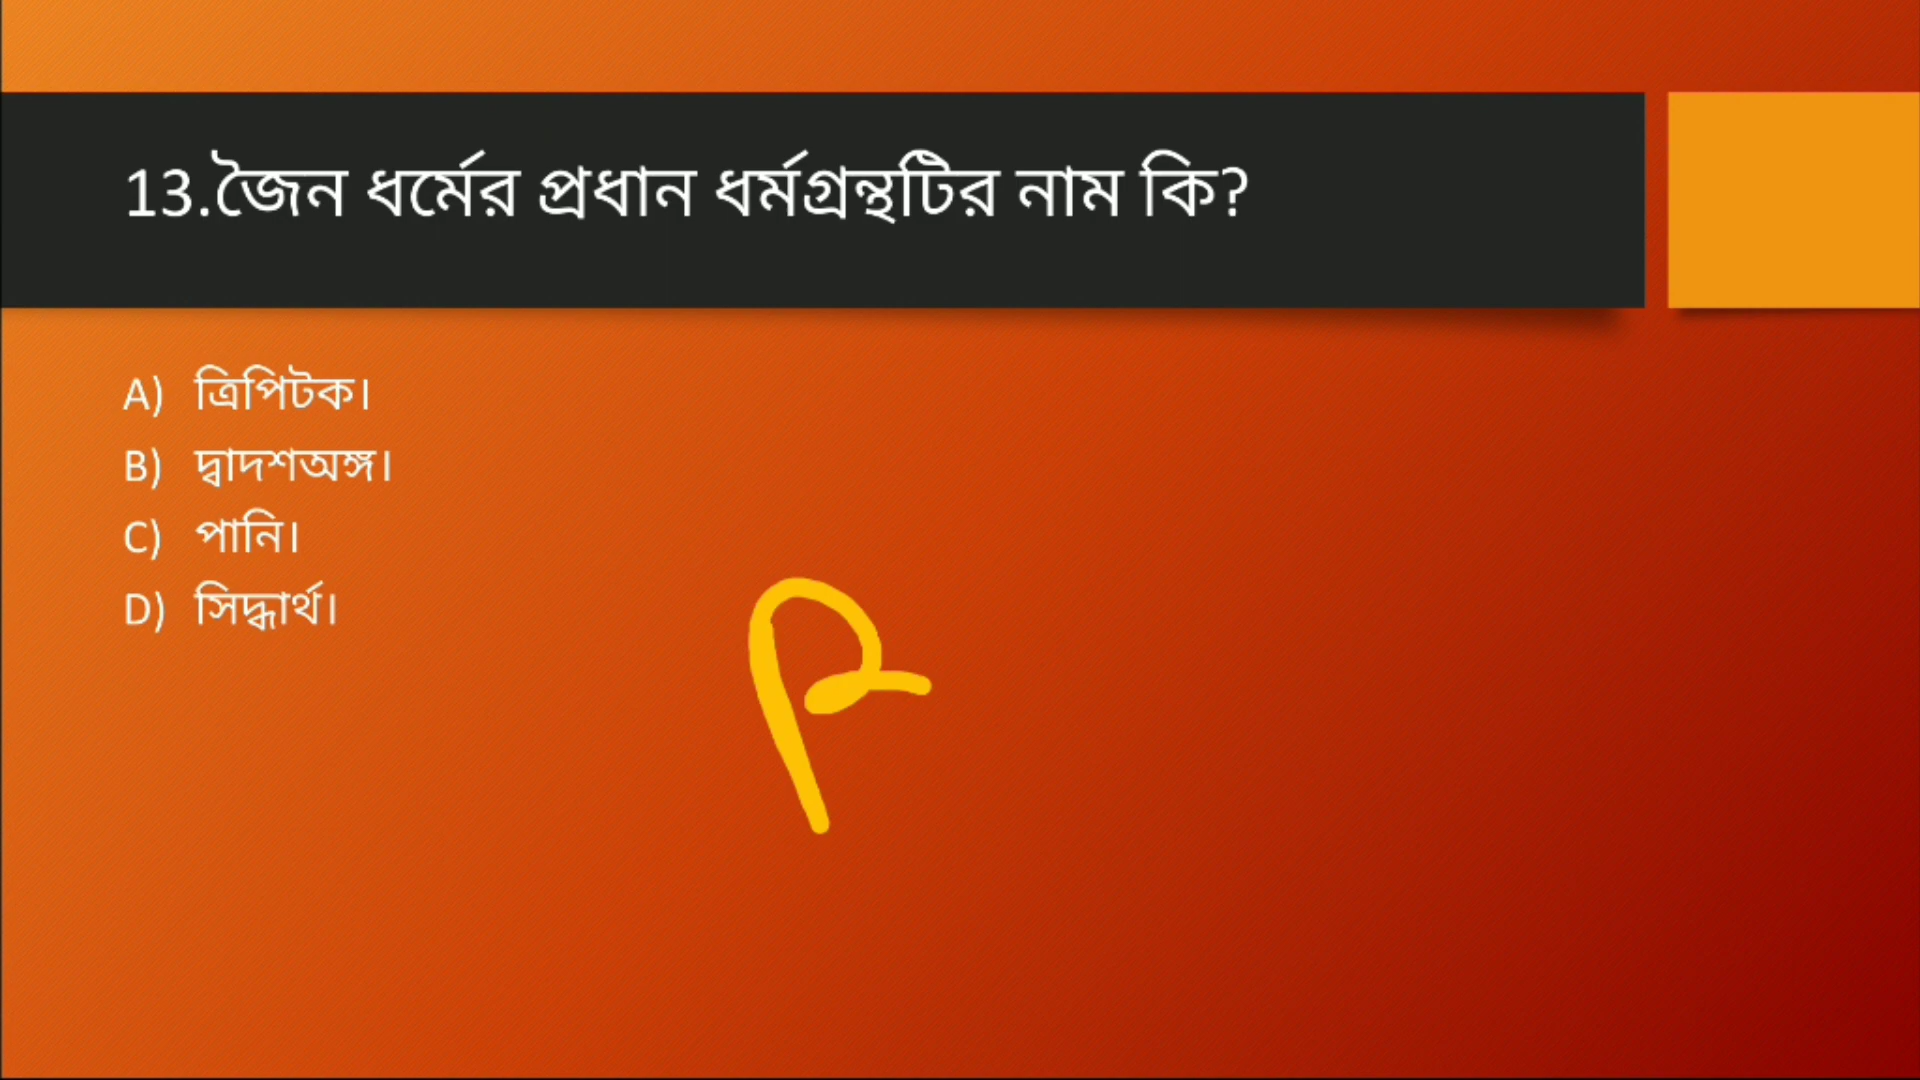 13.জৈন ধর্মের প্রধান ধর্মগ্রন্থটির নাম কি?
A) ত্রিপিটক।
B) দ্বাদশঅঙ্গ।
C) পানি।
D) সিদ্ধার্থ।